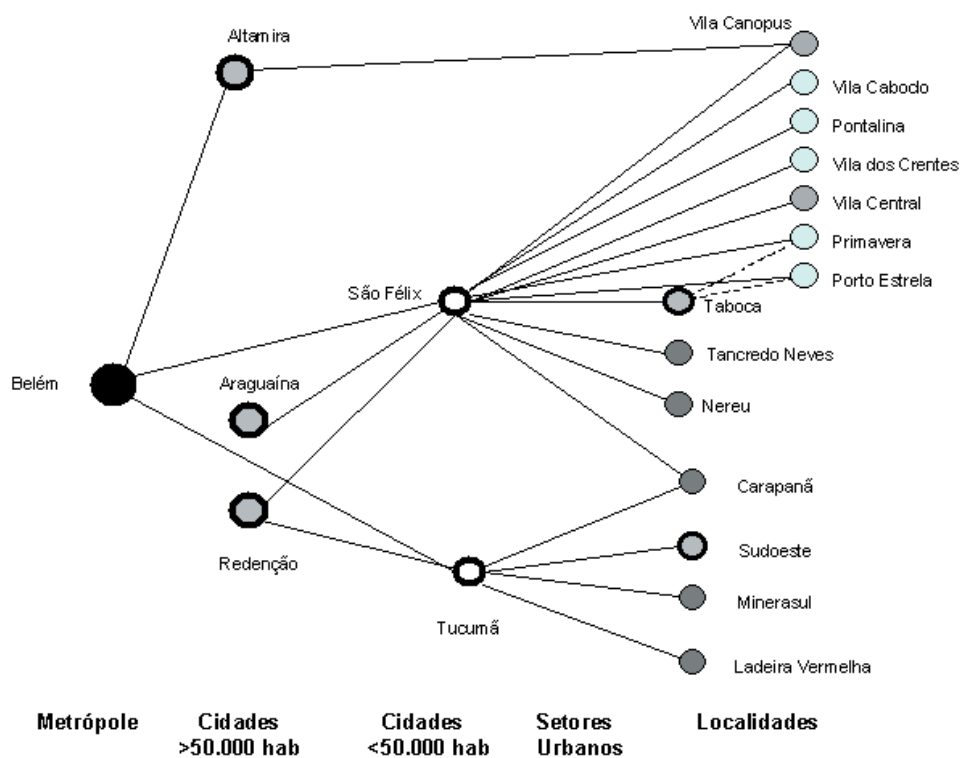 Vila Canopus
Altamira
Vila Caboclo
Pontalina
Vila dos Crentes
Vila Central
Primavera
Porto Estrela
São Félix
Taboca
Tancredo Neves
Belém
Araguaína
Nereu
Carapanã
Sudoeste
Redenção
Minerasul
Tucumã
Ladeira Vermelha
Metrópole
Cidades
>50.000 hab
Cidades
<50.000 hab
Setores
Urbanos
Localidades